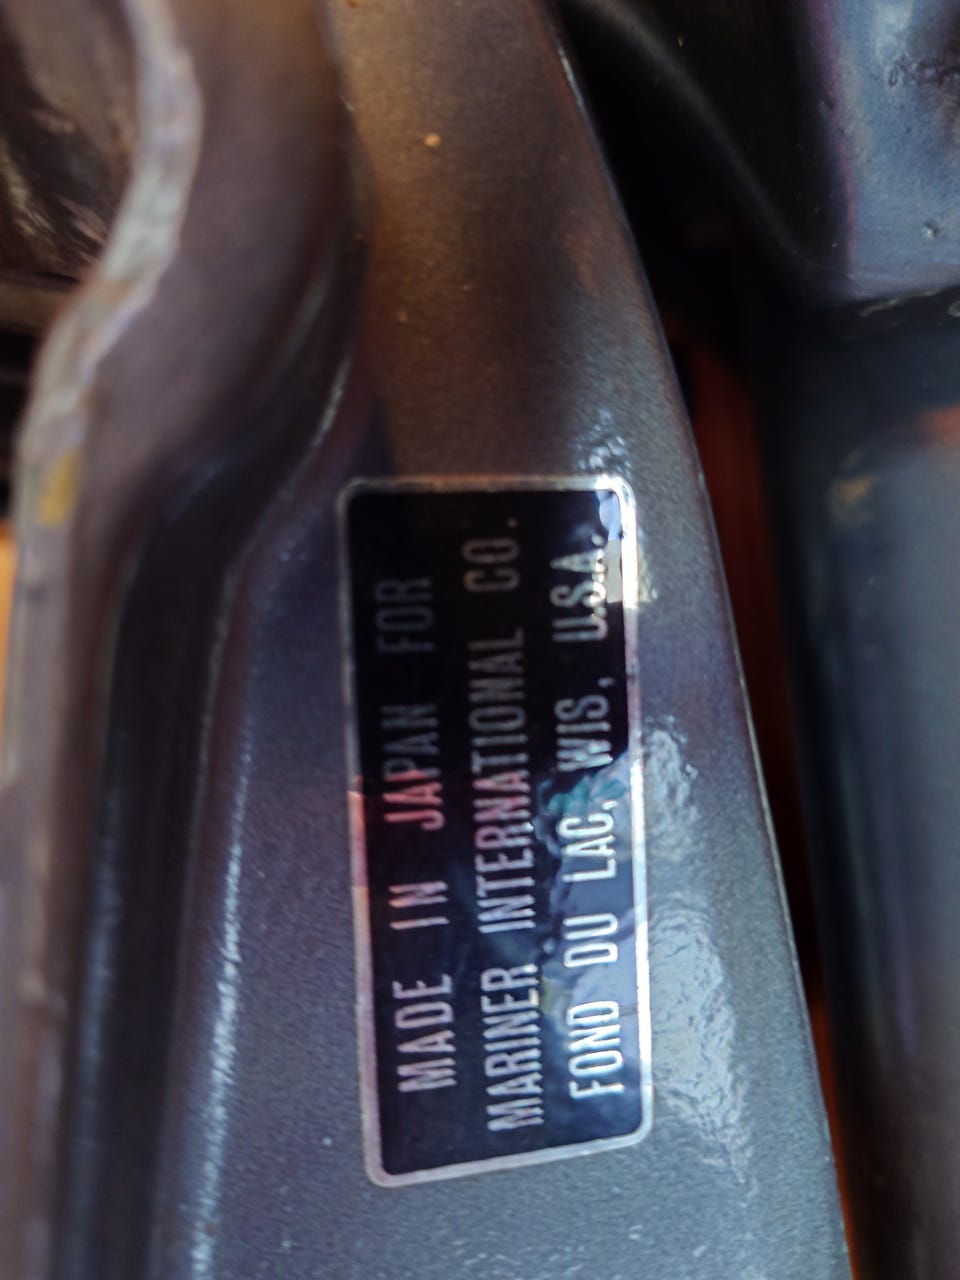 MADE IN JAPAN FOR
MARINER INTERNATIONAL CO.
FOND DU LAC, WIS, U.S.A.